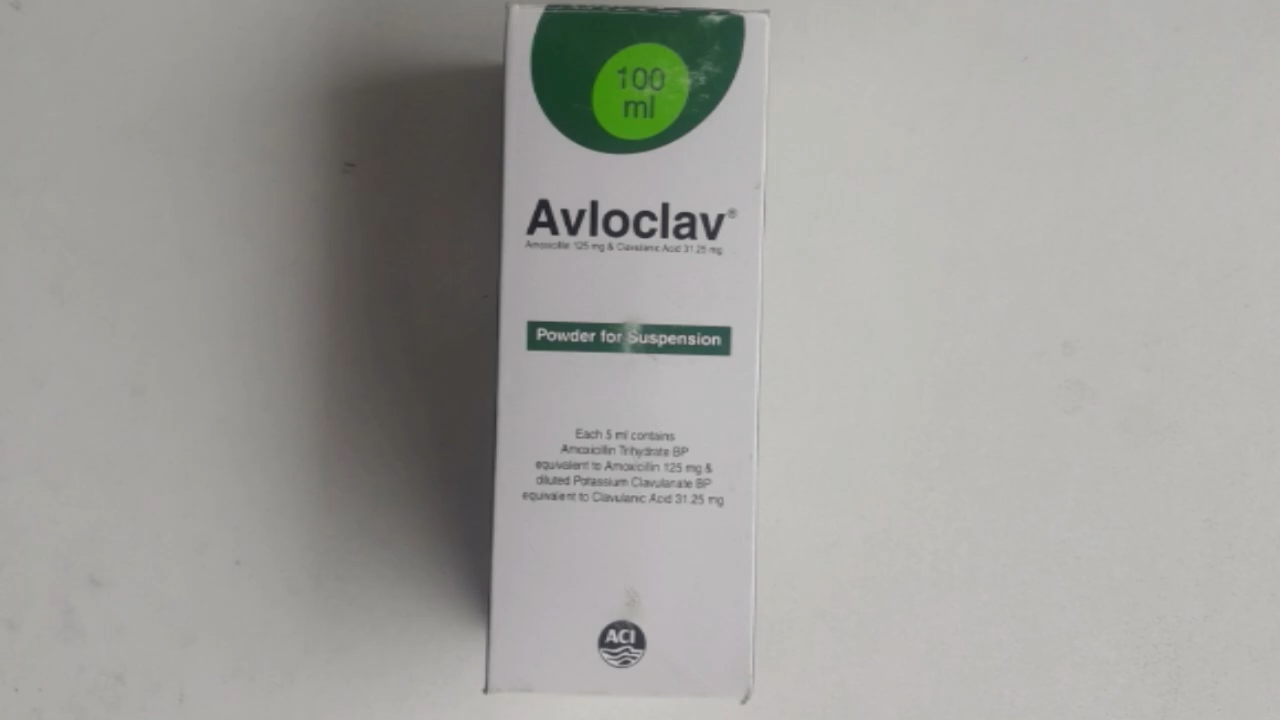 100
ml
Avloclav®
Amoxicillin 125 mg & Clavulanic Acid 31.25 mg
Powder for Suspension
Each 5 ml contains
Amoxicillin Trihydrate BP
equivalent to Amoxicillin 125 mg &
diluted Potassium Clavulanate BP
equivalent to Clavulanic Acid 31.25 mg
ACI